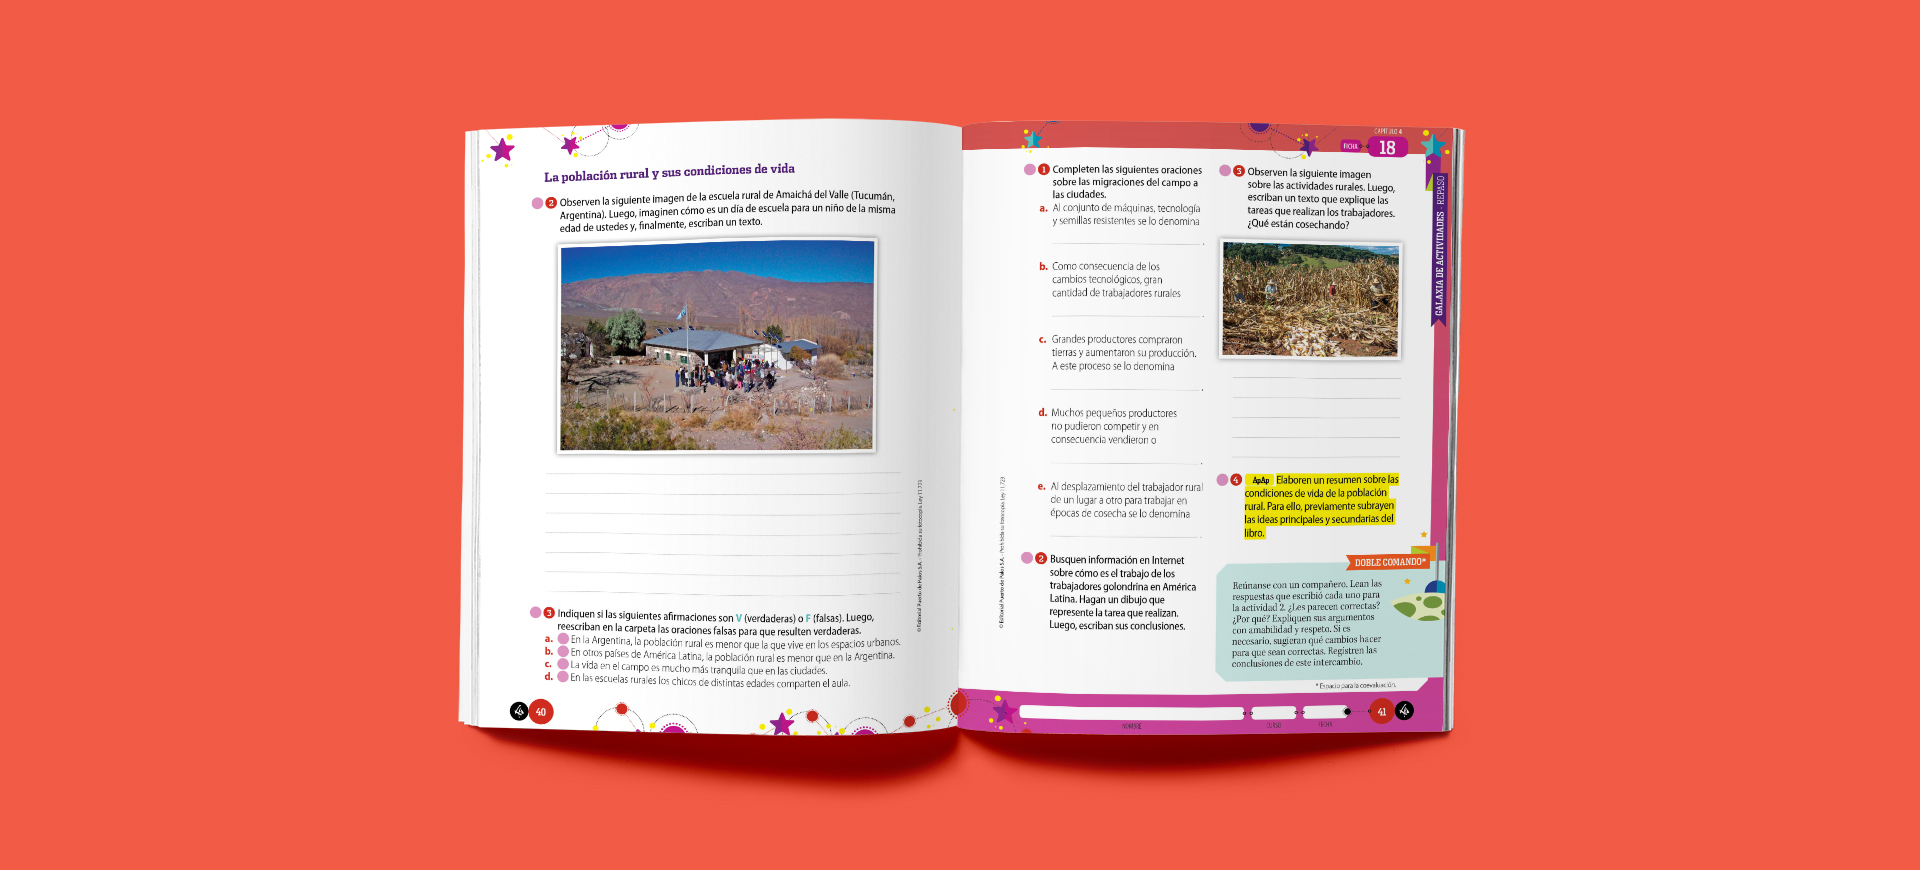 La población rural y sus condiciones de vida
2 Observen la siguiente imagen de la escuela rural de Amaichá del Valle (Tucumán,
Argentina). Luego, imaginen cómo es un día de escuela para un niño de la misma
edad de ustedes y, finalmente, escriban un texto.
3 Indiquen si las siguientes afirmaciones son V (verdaderas) o F (falsas). Luego,
reescriban en la carpeta las oraciones falsas para que resulten verdaderas.
a. En la Argentina, la población rural es menor que la que vive en los espacios urbanos.
b. En otros países de América Latina, la población rural es menor que en la Argentina.
c. La vida en el campo es mucho más tranquila que en las ciudades.
d. En las escuelas rurales los chicos de distintas edades comparten el aula.
© Editorial Puerto de Palos S.A. - Prohibida su fotocopia. Ley 11.723
40
CAPÍTULO 4
FICHA 18
1 Completen las siguientes oraciones
sobre las migraciones del campo a
las ciudades.
a. Al conjunto de máquinas, tecnología
y semillas resistentes se lo denomina
.
b. Como consecuencia de los
cambios tecnológicos, gran
cantidad de trabajadores rurales
.
c. Grandes productores compraron
tierras y aumentaron su producción.
A este proceso se lo denomina
.
d. Muchos pequeños productores
no pudieron competir y en
consecuencia vendieron o
.
e. Al desplazamiento del trabajador rural
de un lugar a otro para trabajar en
épocas de cosecha se lo denomina
.
2 Busquen información en Internet
sobre cómo es el trabajo de los
trabajadores golondrina en América
Latina. Hagan un dibujo que
represente la tarea que realizan.
Luego, escriban sus conclusiones.
© Editorial Puerto de Palos S.A. - Prohibida su fotocopia. Ley 11.723
3 Observen la siguiente imagen
sobre las actividades rurales. Luego,
escriban un texto que explique las
tareas que realizan los trabajadores.
¿Qué están cosechando?
4 ApAp Elaboren un resumen sobre las
condiciones de vida de la población
rural. Para ello, previamente subrayen
las ideas principales y secundarias del
libro.
DOBLE COMANDO*
Reúnanse con un compañero. Lean las
respuestas que escribió cada uno para
la actividad 2. ¿Les parecen correctas?
¿Por qué? Expliquen sus argumentos
con amabilidad y respeto. Si es
necesario, sugieran qué cambios hacer
para que sean correctas. Registren las
conclusiones de este intercambio.
* Espacio para la coevaluación.
GALAXIA DE ACTIVIDADES - REPASO
NOMBRE
CURSO
FECHA
41